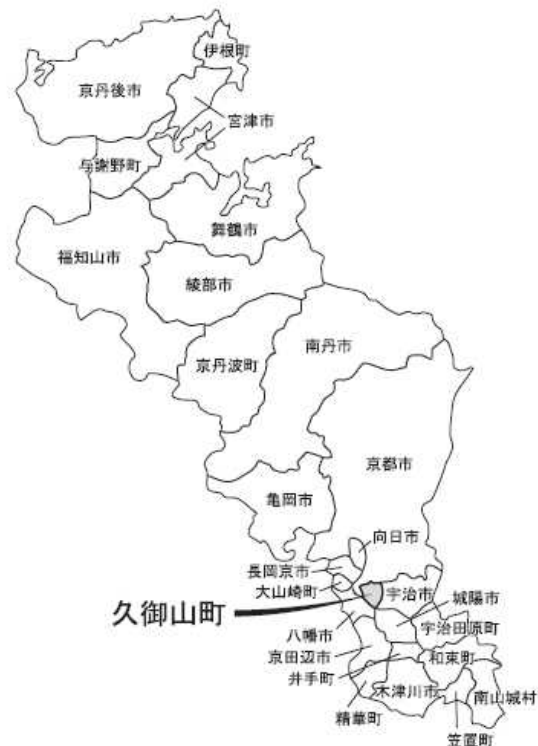 伊根町
京丹後市
宮津市
与謝野町
舞鶴市
福知山市
綾部市
南丹市
京丹波町
京都市
亀岡市
向日市
長岡京市
大山崎町
宇治市
城陽市
久御山町
八幡市
宇治田原町
京田辺市
和束町
井手町
木津川市
南山城村
精華町
笠置町